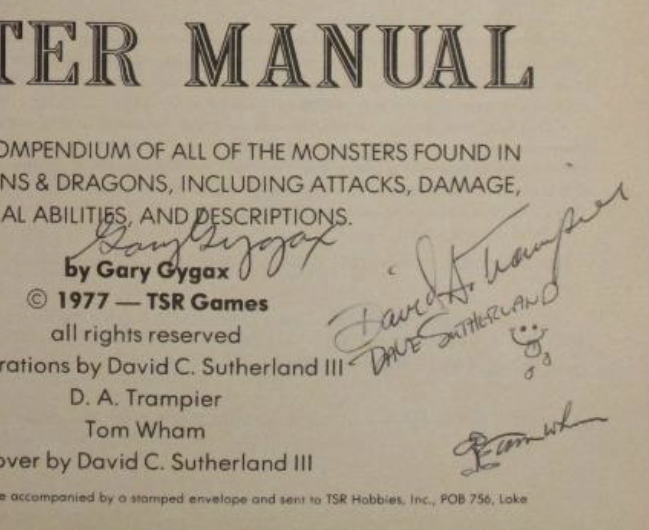 TER MANUAL
OMPENDIUM OF ALL OF THE MONSTERS FOUND IN
NS & DRAGONS, INCLUDING ATTACKS, DAMAGE,
AL ABILITIES, AND DESCRIPTIONS.
Gary Gygax
by Gary Gygax
© 1977 — TSR Games
David A. Trampier
DAVE SUTHERLAND
all rights reserved
rations by David C. Sutherland III
D. A. Trampier
Tom Wham
Tom Wham
over by David C. Sutherland III
e accompanied by a stamped envelope and sent to TSR Hobbies, Inc., POB 756, Lake